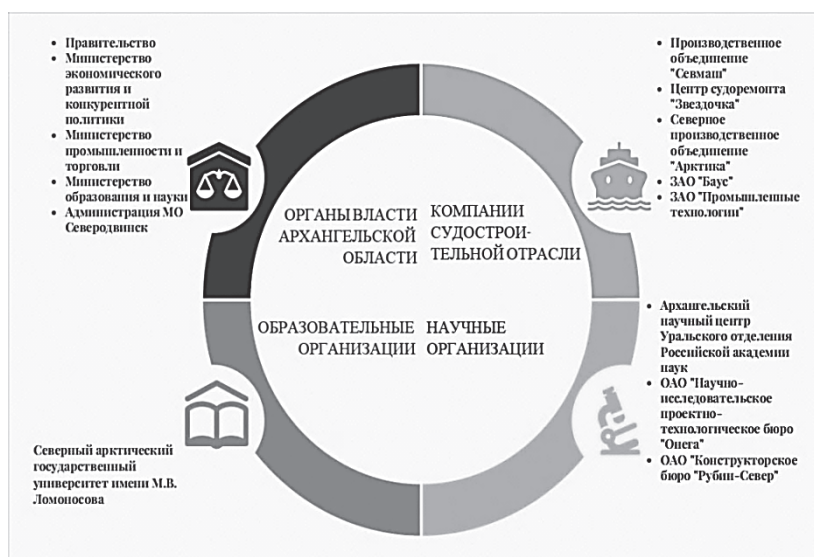 • Правительство
• Министерство
экономического
развития и
конкурентной
политики
• Министерство
промышленности и
торговли
• Министерство
образования и науки
• Администрация МО
Северодвинск
• Производственное
объединение
"Севмаш"
• Центр судоремонта
"Звездочка"
• Северное
производственное
объединение
"Арктика"
• ЗАО "Баус"
• ЗАО "Промышленные
технологии"
ОРГАНЫ ВЛАСТИ
АРХАНГЕЛЬСКОЙ
ОБЛАСТИ
КОМПАНИИ
СУДОСТРОИ-
ТЕЛЬНОЙ ОТРАСЛИ
ОБРАЗОВАТЕЛЬНЫЕ
ОРГАНИЗАЦИИ
НАУЧНЫЕ
ОРГАНИЗАЦИИ
Северный арктический
государственный
университет имени М.В.
Ломоносова
• Архангельский
научный центр
Уральского отделения
Российской академии
наук
• ОАО "Научно-
исследовательское
проектно-
технологическое бюро
"Онега"
• ОАО "Конструкторское
бюро "Рубин-Север"